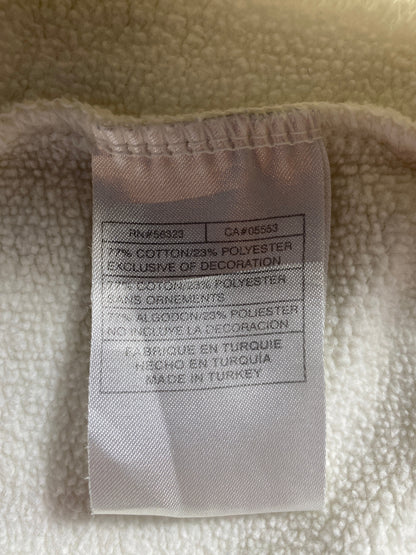 RN#56323 CA#05553
77% COTTON/23% POLYESTER
EXCLUSIVE OF DECORATION
77% COTON/23% POLYESTER
SANS ORNEMENTS
77% ALGODON/23% POLIESTER
NO INCLUYE LA DECORACION
FABRIQUE EN TURQUIE
HECHO EN TURQUÍA
MADE IN TURKEY